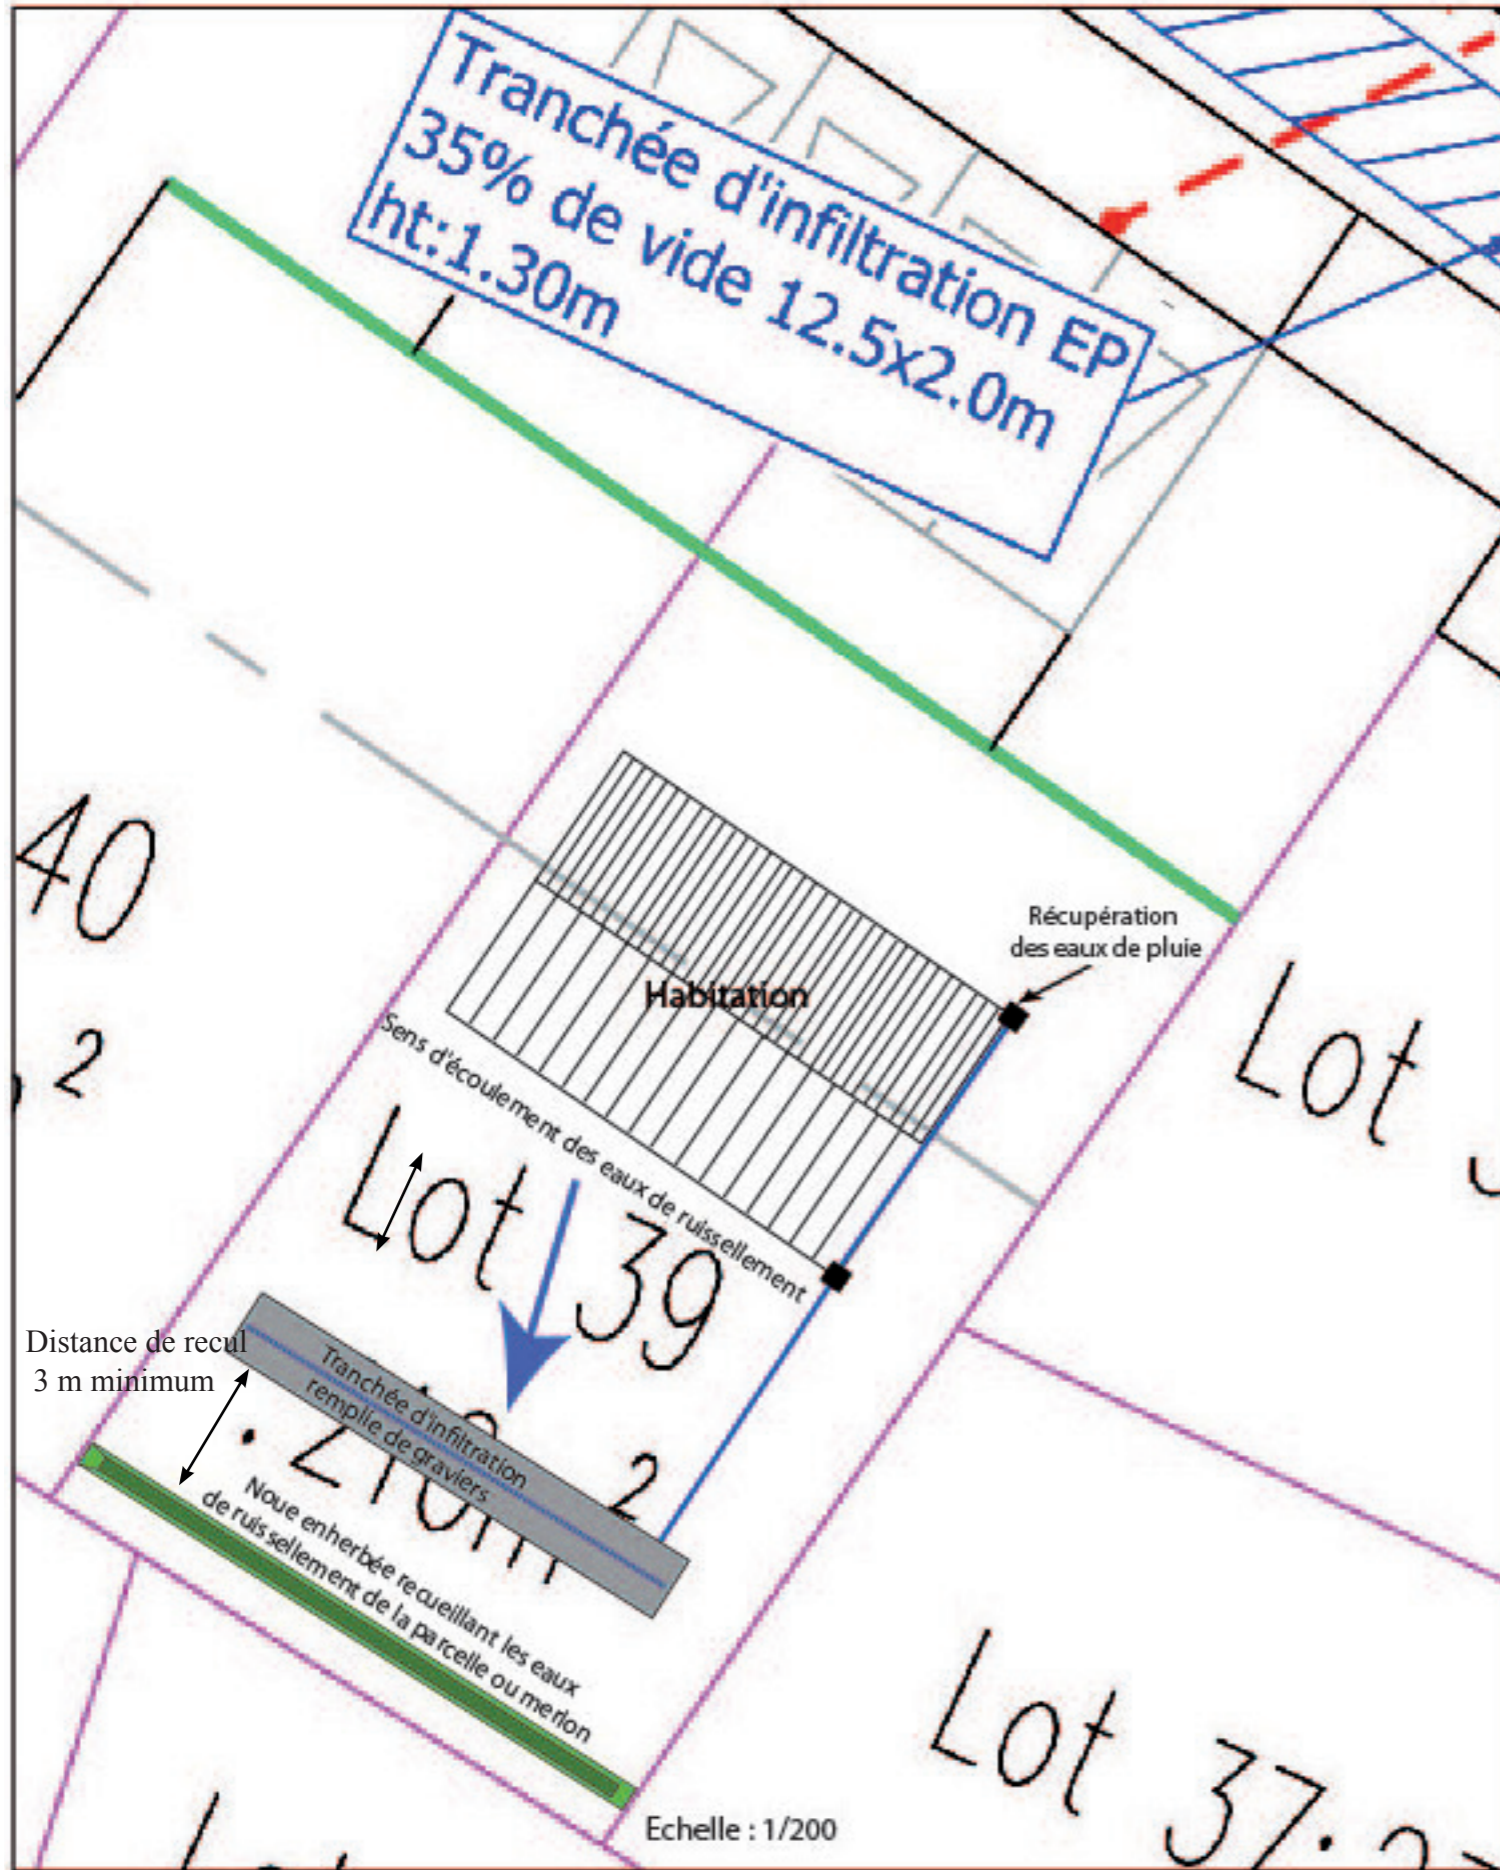 Tranchée d'infiltration EP
35% de vide 12.5x2.0m
ht:1.30m
40
2
Récupération
des eaux de pluie
Habitation
Sens d'écoulement des eaux de ruissellement
Lot
Lot 39
2
Distance de recul
3 m minimum
Tranchée d'infiltration
remplie de graviers
Noue enherbée recueillant les eaux
de ruissellement de la parcelle ou merlon
Lot 37
Echelle : 1/200